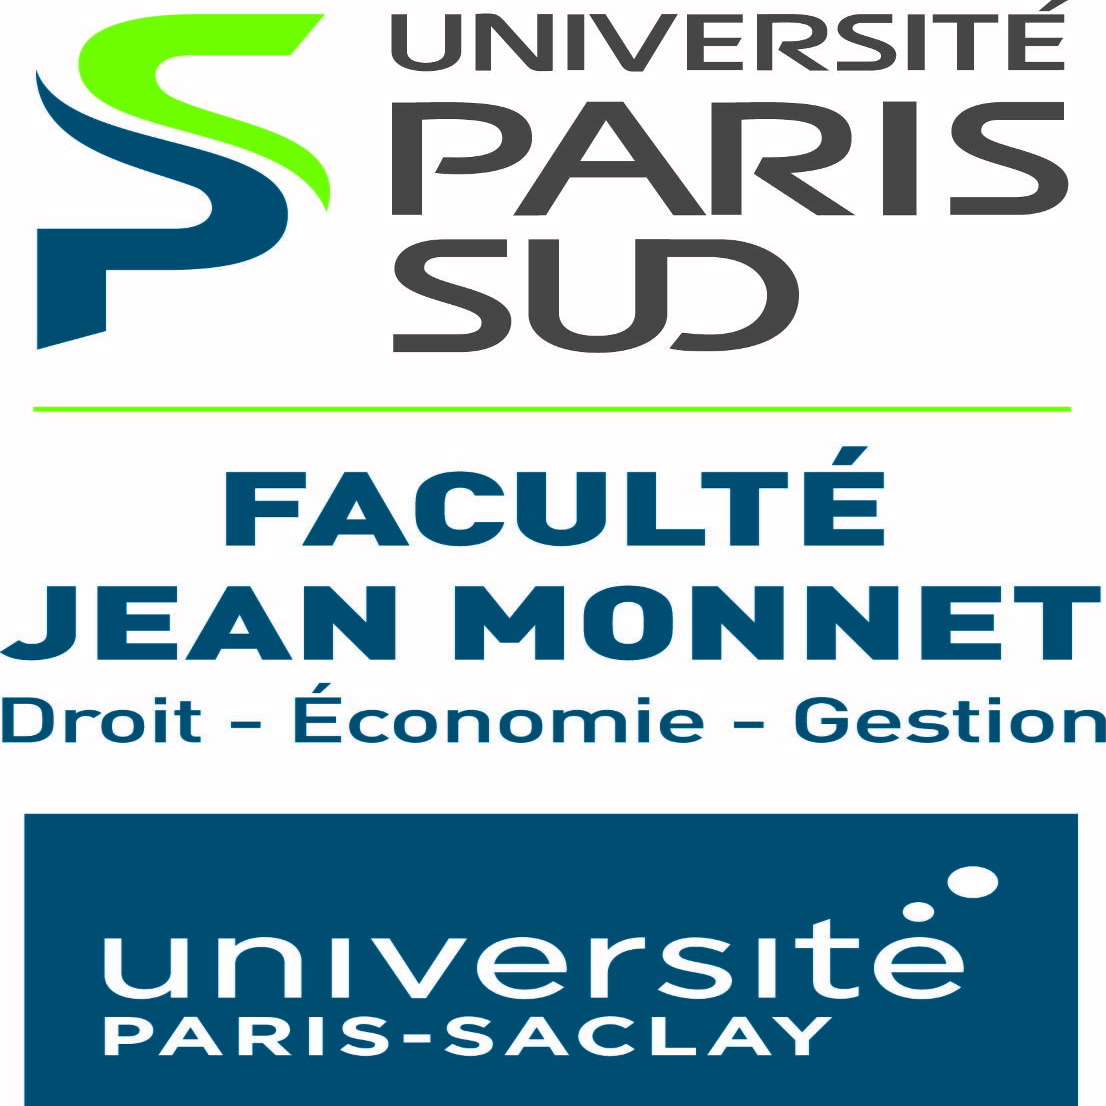 UNIVERSITÉ
PARIS
SUD
FACULTÉ
JEAN MONNET
Droit - Économie - Gestion
université
PARIS-SACLAY